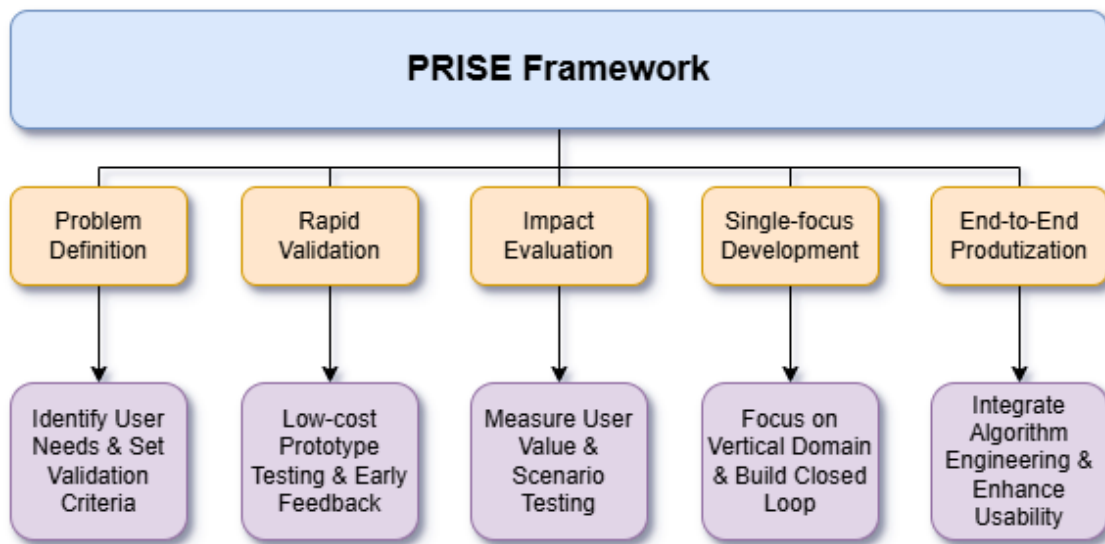 PRISE Framework
Problem
Definition
Rapid
Validation
Impact
Evaluation
Single-focus
Development
End-to-End
Produtization
Identify User
Needs & Set
Validation
Criteria
Low-cost
Prototype
Testing & Early
Feedback
Measure User
Value &
Scenario
Testing
Focus on
Vertical Domain
& Build Closed
Loop
Integrate
Algorithm
Engineering &
Enhance
Usability